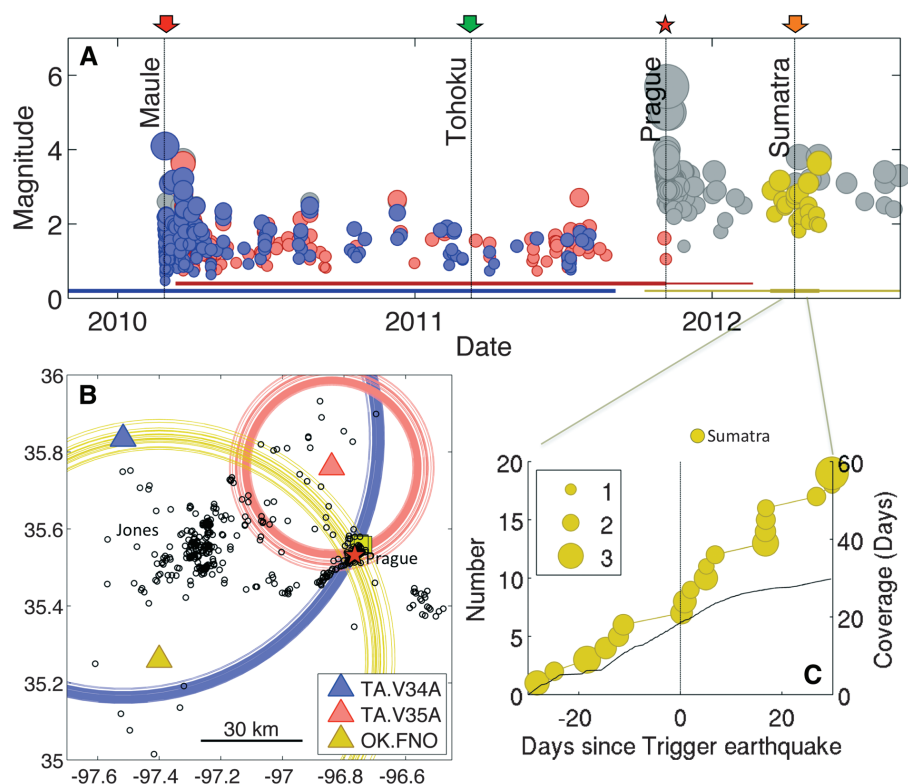 A
Magnitude
6
4
2
0
Maule
Tohoku
Prague
Sumatra
2010
2011
2012
Date
B
36
35.8
35.6
35.4
35.2
35
Jones
Prague
30 km
TA.V34A
TA.V35A
OK.FNO
-97.6
-97.4
-97.2
-97
-96.8
-96.6
Sumatra
C
Number
20
15
10
5
0
1
2
3
60
40
20
0
Coverage (Days)
-20
0
20
Days since Trigger earthquake